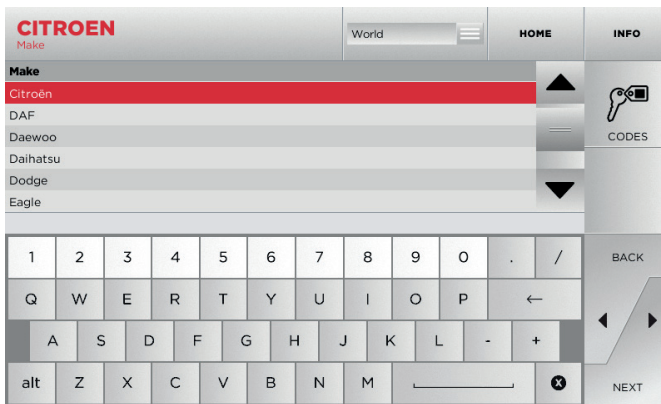 CITROEN
Make
World
HOME
INFO
Make
Citroën
DAF
Daewoo
Daihatsu
Dodge
Eagle
CODES
1 2 3 4 5 6 7 8 9 0 . /
Q W E R T Y U I O P ←
A S D F G H J K L - +
alt Z X C V B N M X
BACK
NEXT